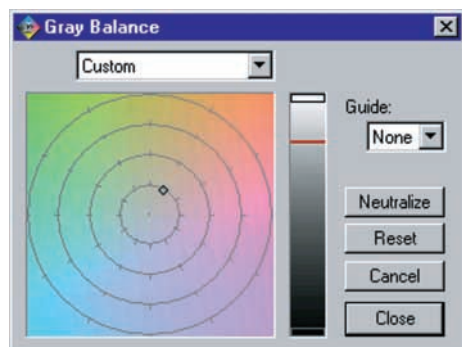 Gray Balance
Custom
Guide:
None
Neutralize
Reset
Cancel
Close